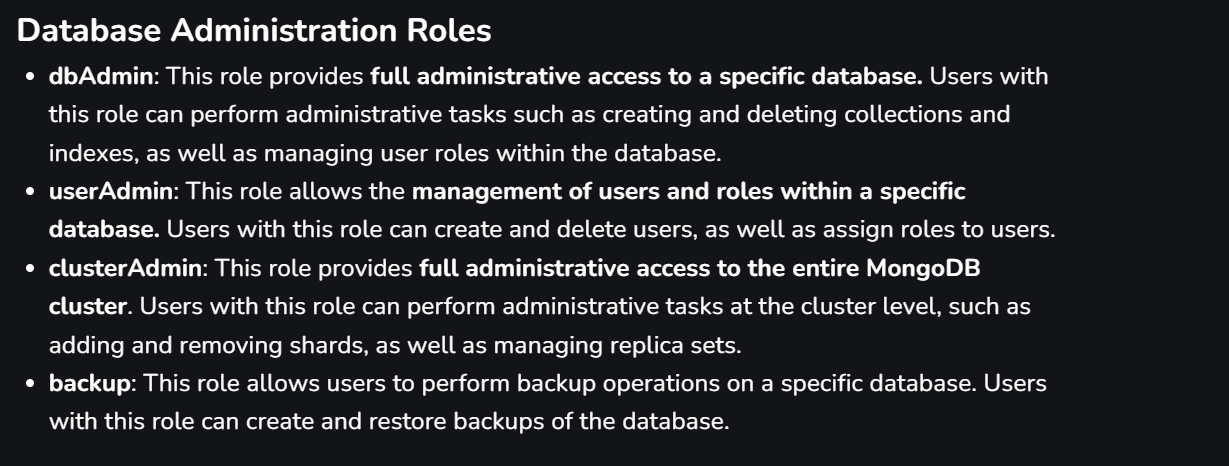 Database Administration Roles
• dbAdmin: This role provides full administrative access to a specific database. Users with
this role can perform administrative tasks such as creating and deleting collections and
indexes, as well as managing user roles within the database.
• userAdmin: This role allows the management of users and roles within a specific
database. Users with this role can create and delete users, as well as assign roles to users.
• clusterAdmin: This role provides full administrative access to the entire MongoDB
cluster. Users with this role can perform administrative tasks at the cluster level, such as
adding and removing shards, as well as managing replica sets.
• backup: This role allows users to perform backup operations on a specific database. Users
with this role can create and restore backups of the database.